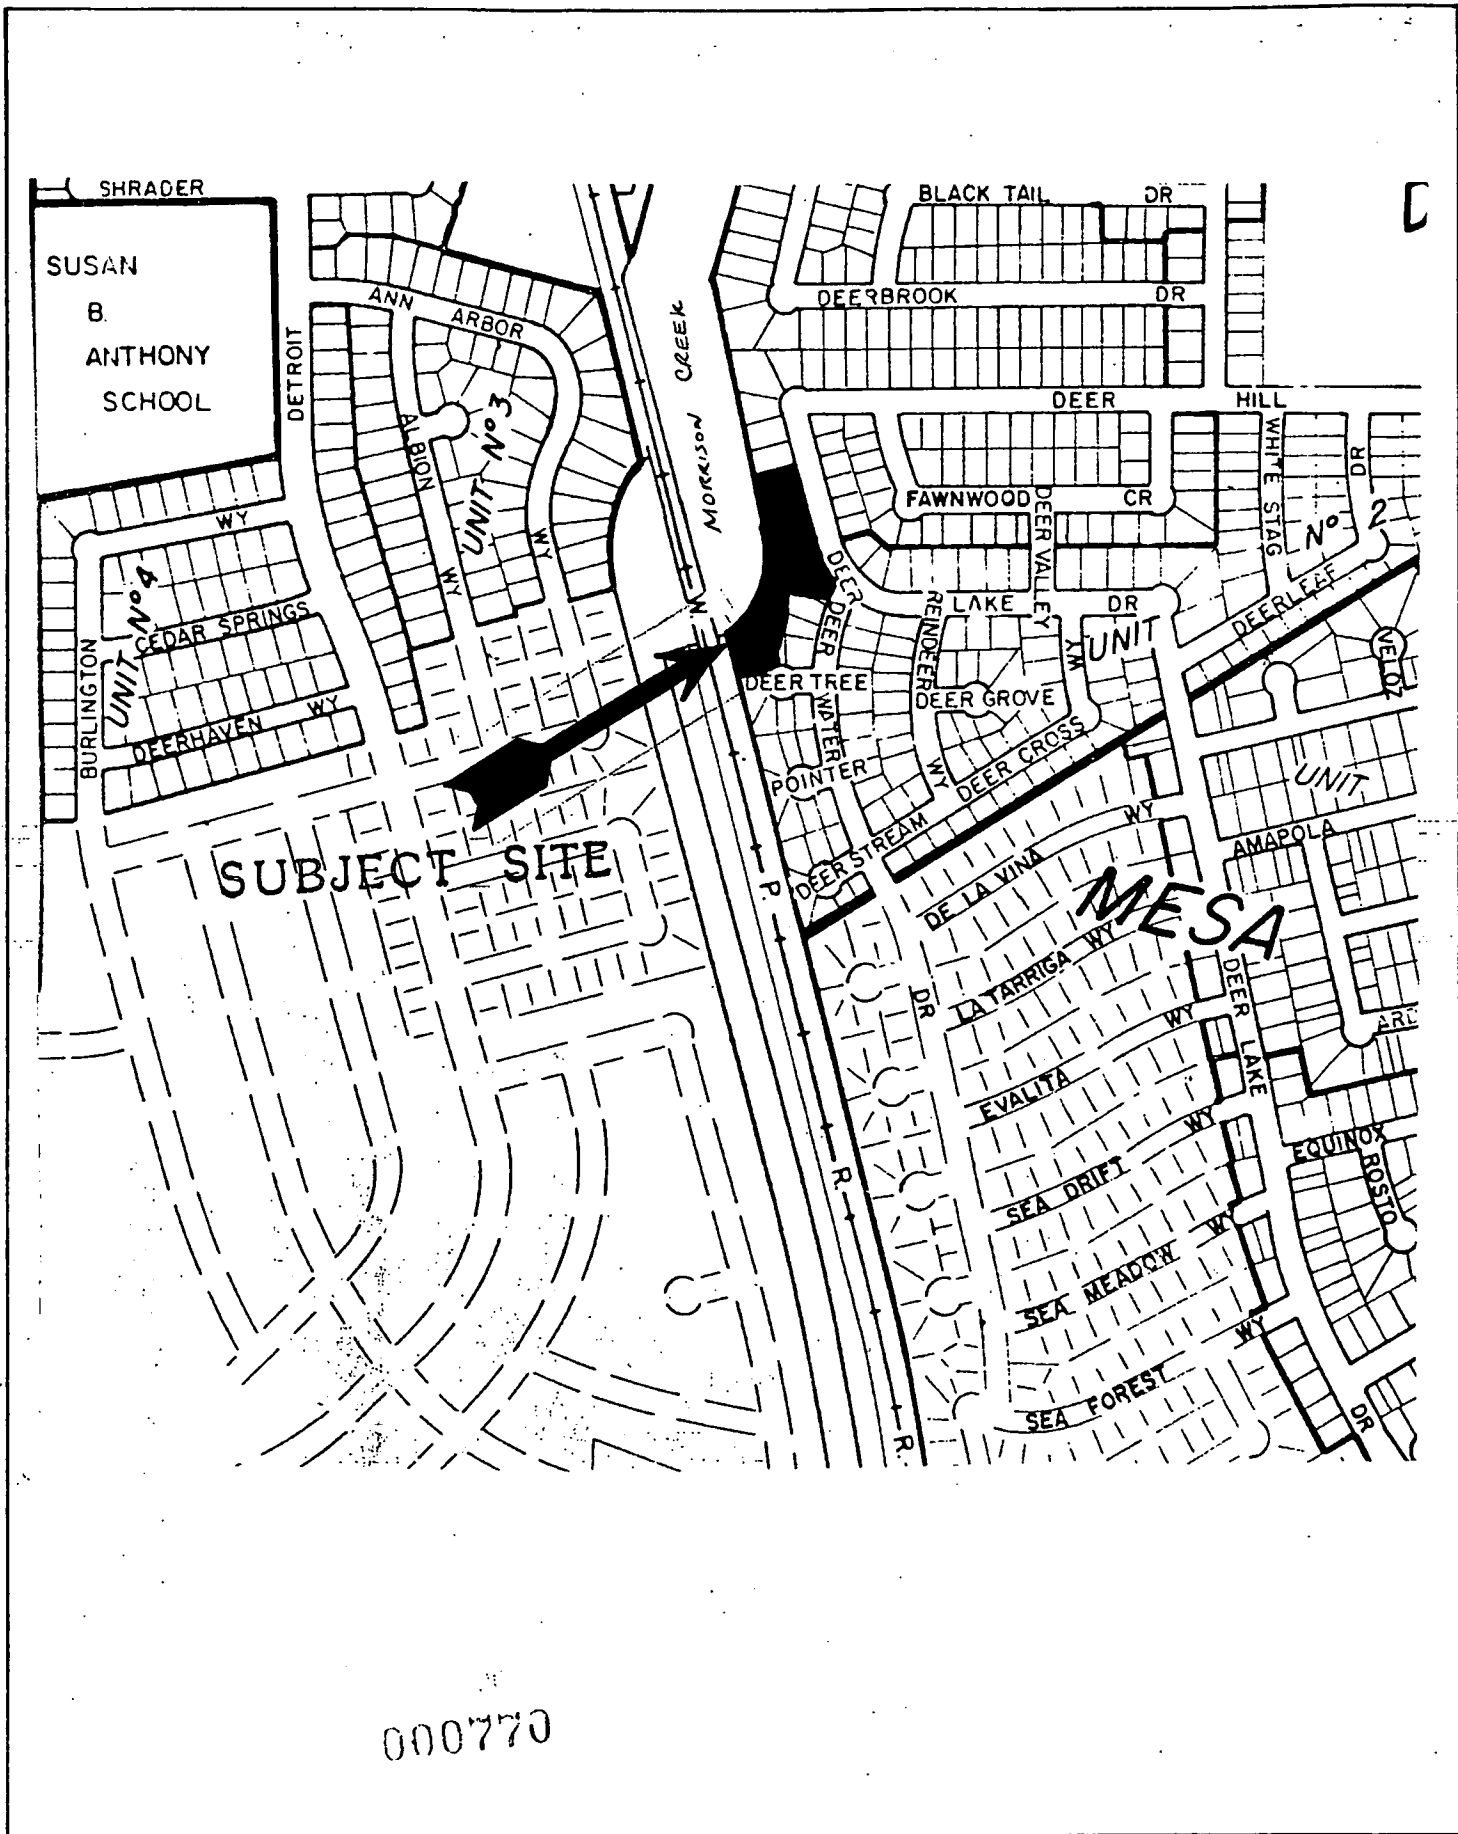 SHRADER
BLACK TAIL DR
SUSAN
B.
ANTHONY
SCHOOL
DETROIT
ANN ARBOR WY
MORRISON CREEK
DEERBROOK DR
DEER HILL DR
ALBION WY
UNIT Nº 3
WHITE STAG
FAWNWOOD CR
DEER VALLEY WY
UNIT Nº 2
WY
BURLINGTON
UNIT Nº 4
CEDAR SPRINGS
DEERHAVEN WY
DEER LAKE DR
REINDEER WY
DEERLEAF
VELOZ
DEER TREE
DEER WATER
DEER GROVE
DEER CROSS
POINTER
DEER STREAM
UNIT
SUBJECT SITE
AMAPOLA
DE LA VINA WY
MESA
LA TARRIGA WY
DR
DEER LAKE DR
EVALITA WY
EQUINOX
ROSTO
SEA DRIFT WY
SEA MEADOW WY
SEA FOREST WY
P.
R.
R.
000770